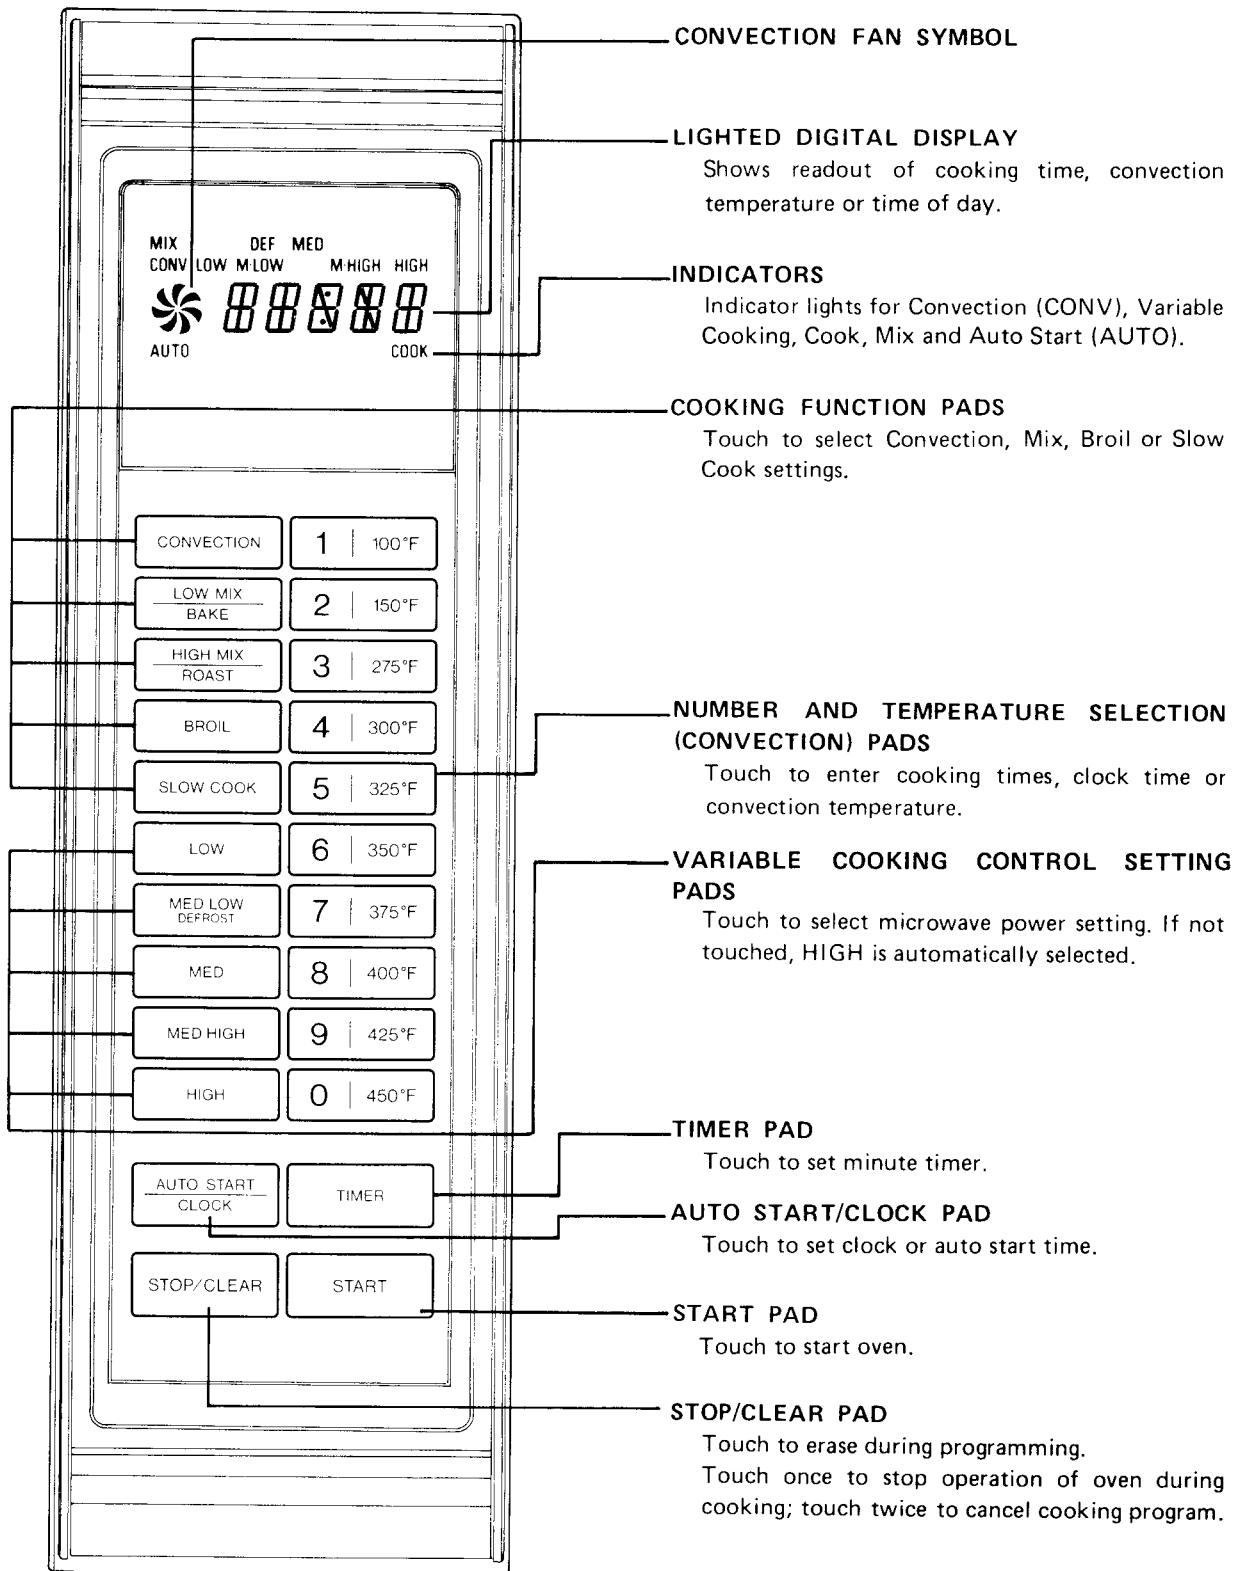 CONVECTION FAN SYMBOL
LIGHTED DIGITAL DISPLAY
Shows readout of cooking time, convection
temperature or time of day.
MIX DEF MED
CONV LOW M·LOW M·HIGH HIGH
AUTO COOK
INDICATORS
Indicator lights for Convection (CONV), Variable
Cooking, Cook, Mix and Auto Start (AUTO).
COOKING FUNCTION PADS
Touch to select Convection, Mix, Broil or Slow
Cook settings.
CONVECTION 1 | 100°F
LOW MIX
BAKE
2 | 150°F
HIGH MIX
ROAST
3 | 275°F
BROIL 4 | 300°F
SLOW COOK 5 | 325°F
LOW 6 | 350°F
MED LOW
DEFROST
7 | 375°F
MED 8 | 400°F
MED HIGH 9 | 425°F
HIGH 0 | 450°F
AUTO START
CLOCK
TIMER
STOP/CLEAR START
NUMBER AND TEMPERATURE SELECTION
(CONVECTION) PADS
Touch to enter cooking times, clock time or
convection temperature.
VARIABLE COOKING CONTROL SETTING
PADS
Touch to select microwave power setting. If not
touched, HIGH is automatically selected.
TIMER PAD
Touch to set minute timer.
AUTO START/CLOCK PAD
Touch to set clock or auto start time.
START PAD
Touch to start oven.
STOP/CLEAR PAD
Touch to erase during programming.
Touch once to stop operation of oven during
cooking; touch twice to cancel cooking program.